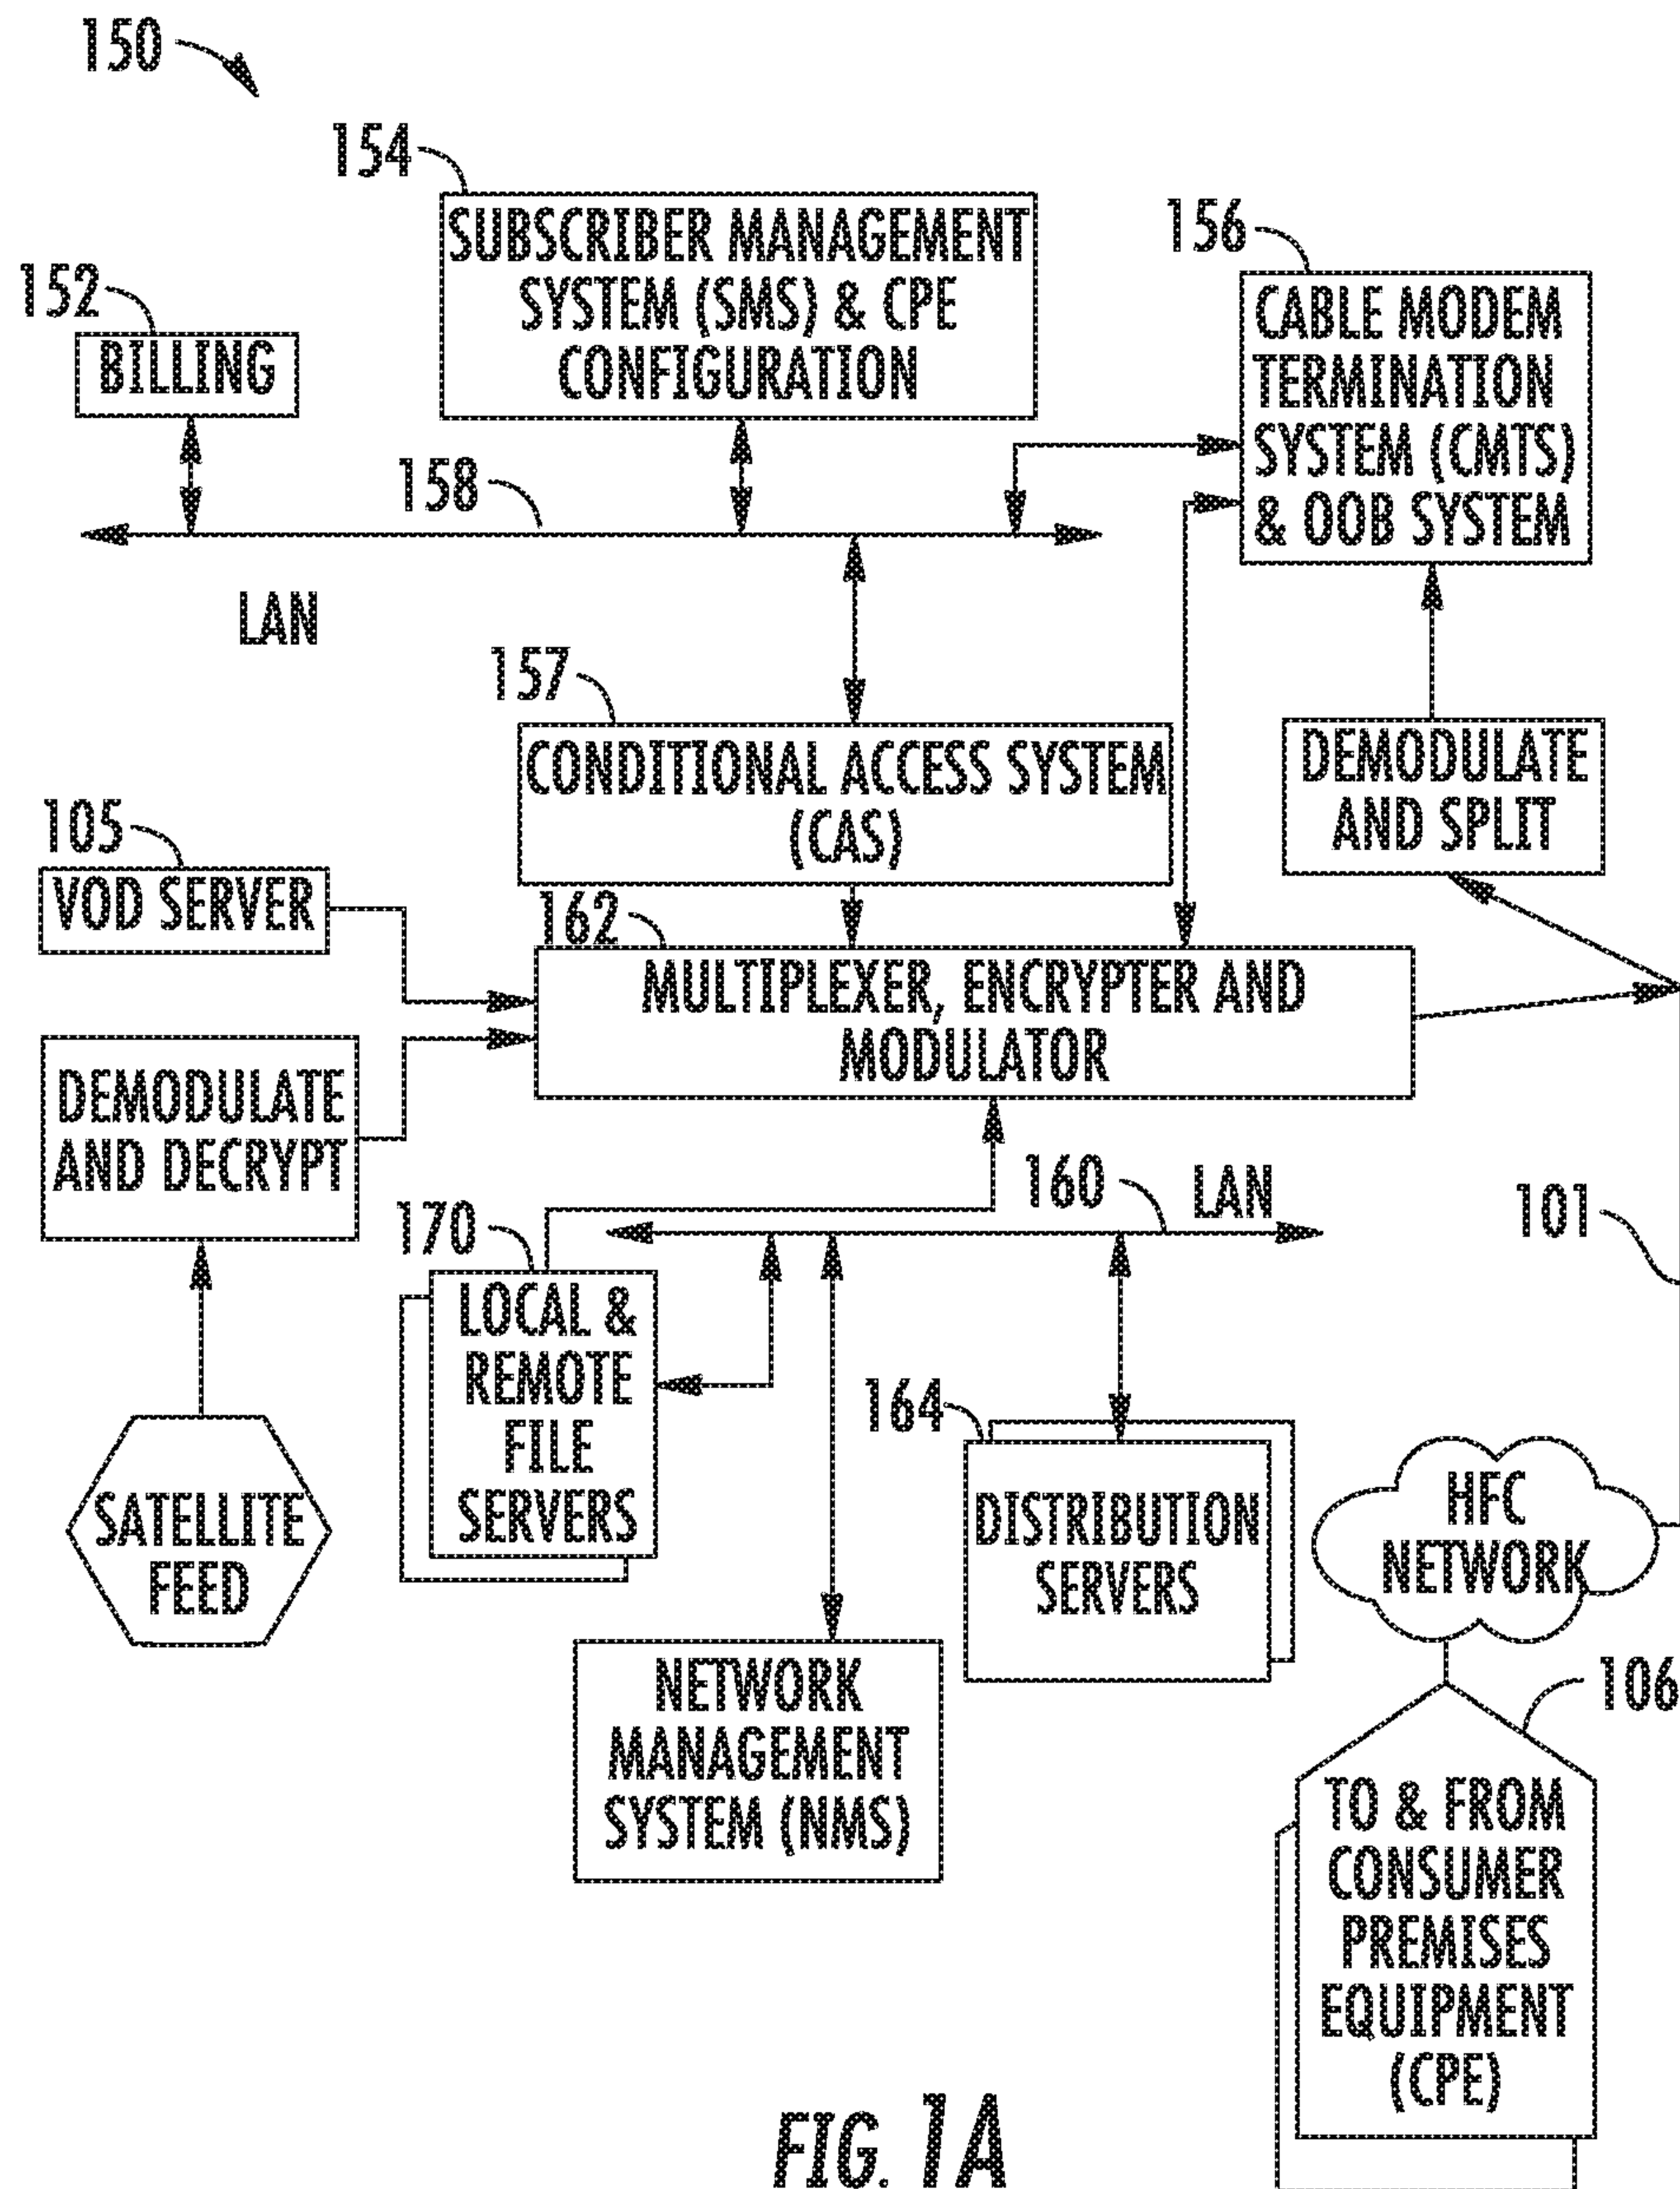 150
154
SUBSCRIBER MANAGEMENT
SYSTEM (SMS) & CPE
CONFIGURATION
156
CABLE MODEM
TERMINATION
SYSTEM (CMTS)
& OOB SYSTEM
152
BILLING
158
LAN
157
CONDITIONAL ACCESS SYSTEM
(CAS)
DEMODULATE
AND SPLIT
105
VOD SERVER
162
MULTIPLEXER, ENCRYPTER AND
MODULATOR
DEMODULATE
AND DECRYPT
160
LAN
101
170
LOCAL &
REMOTE
FILE
SERVERS
164
DISTRIBUTION
SERVERS
HFC
NETWORK
SATELLITE
FEED
NETWORK
MANAGEMENT
SYSTEM (NMS)
106
TO & FROM
CONSUMER
PREMISES
EQUIPMENT
(CPE)
FIG. 1A